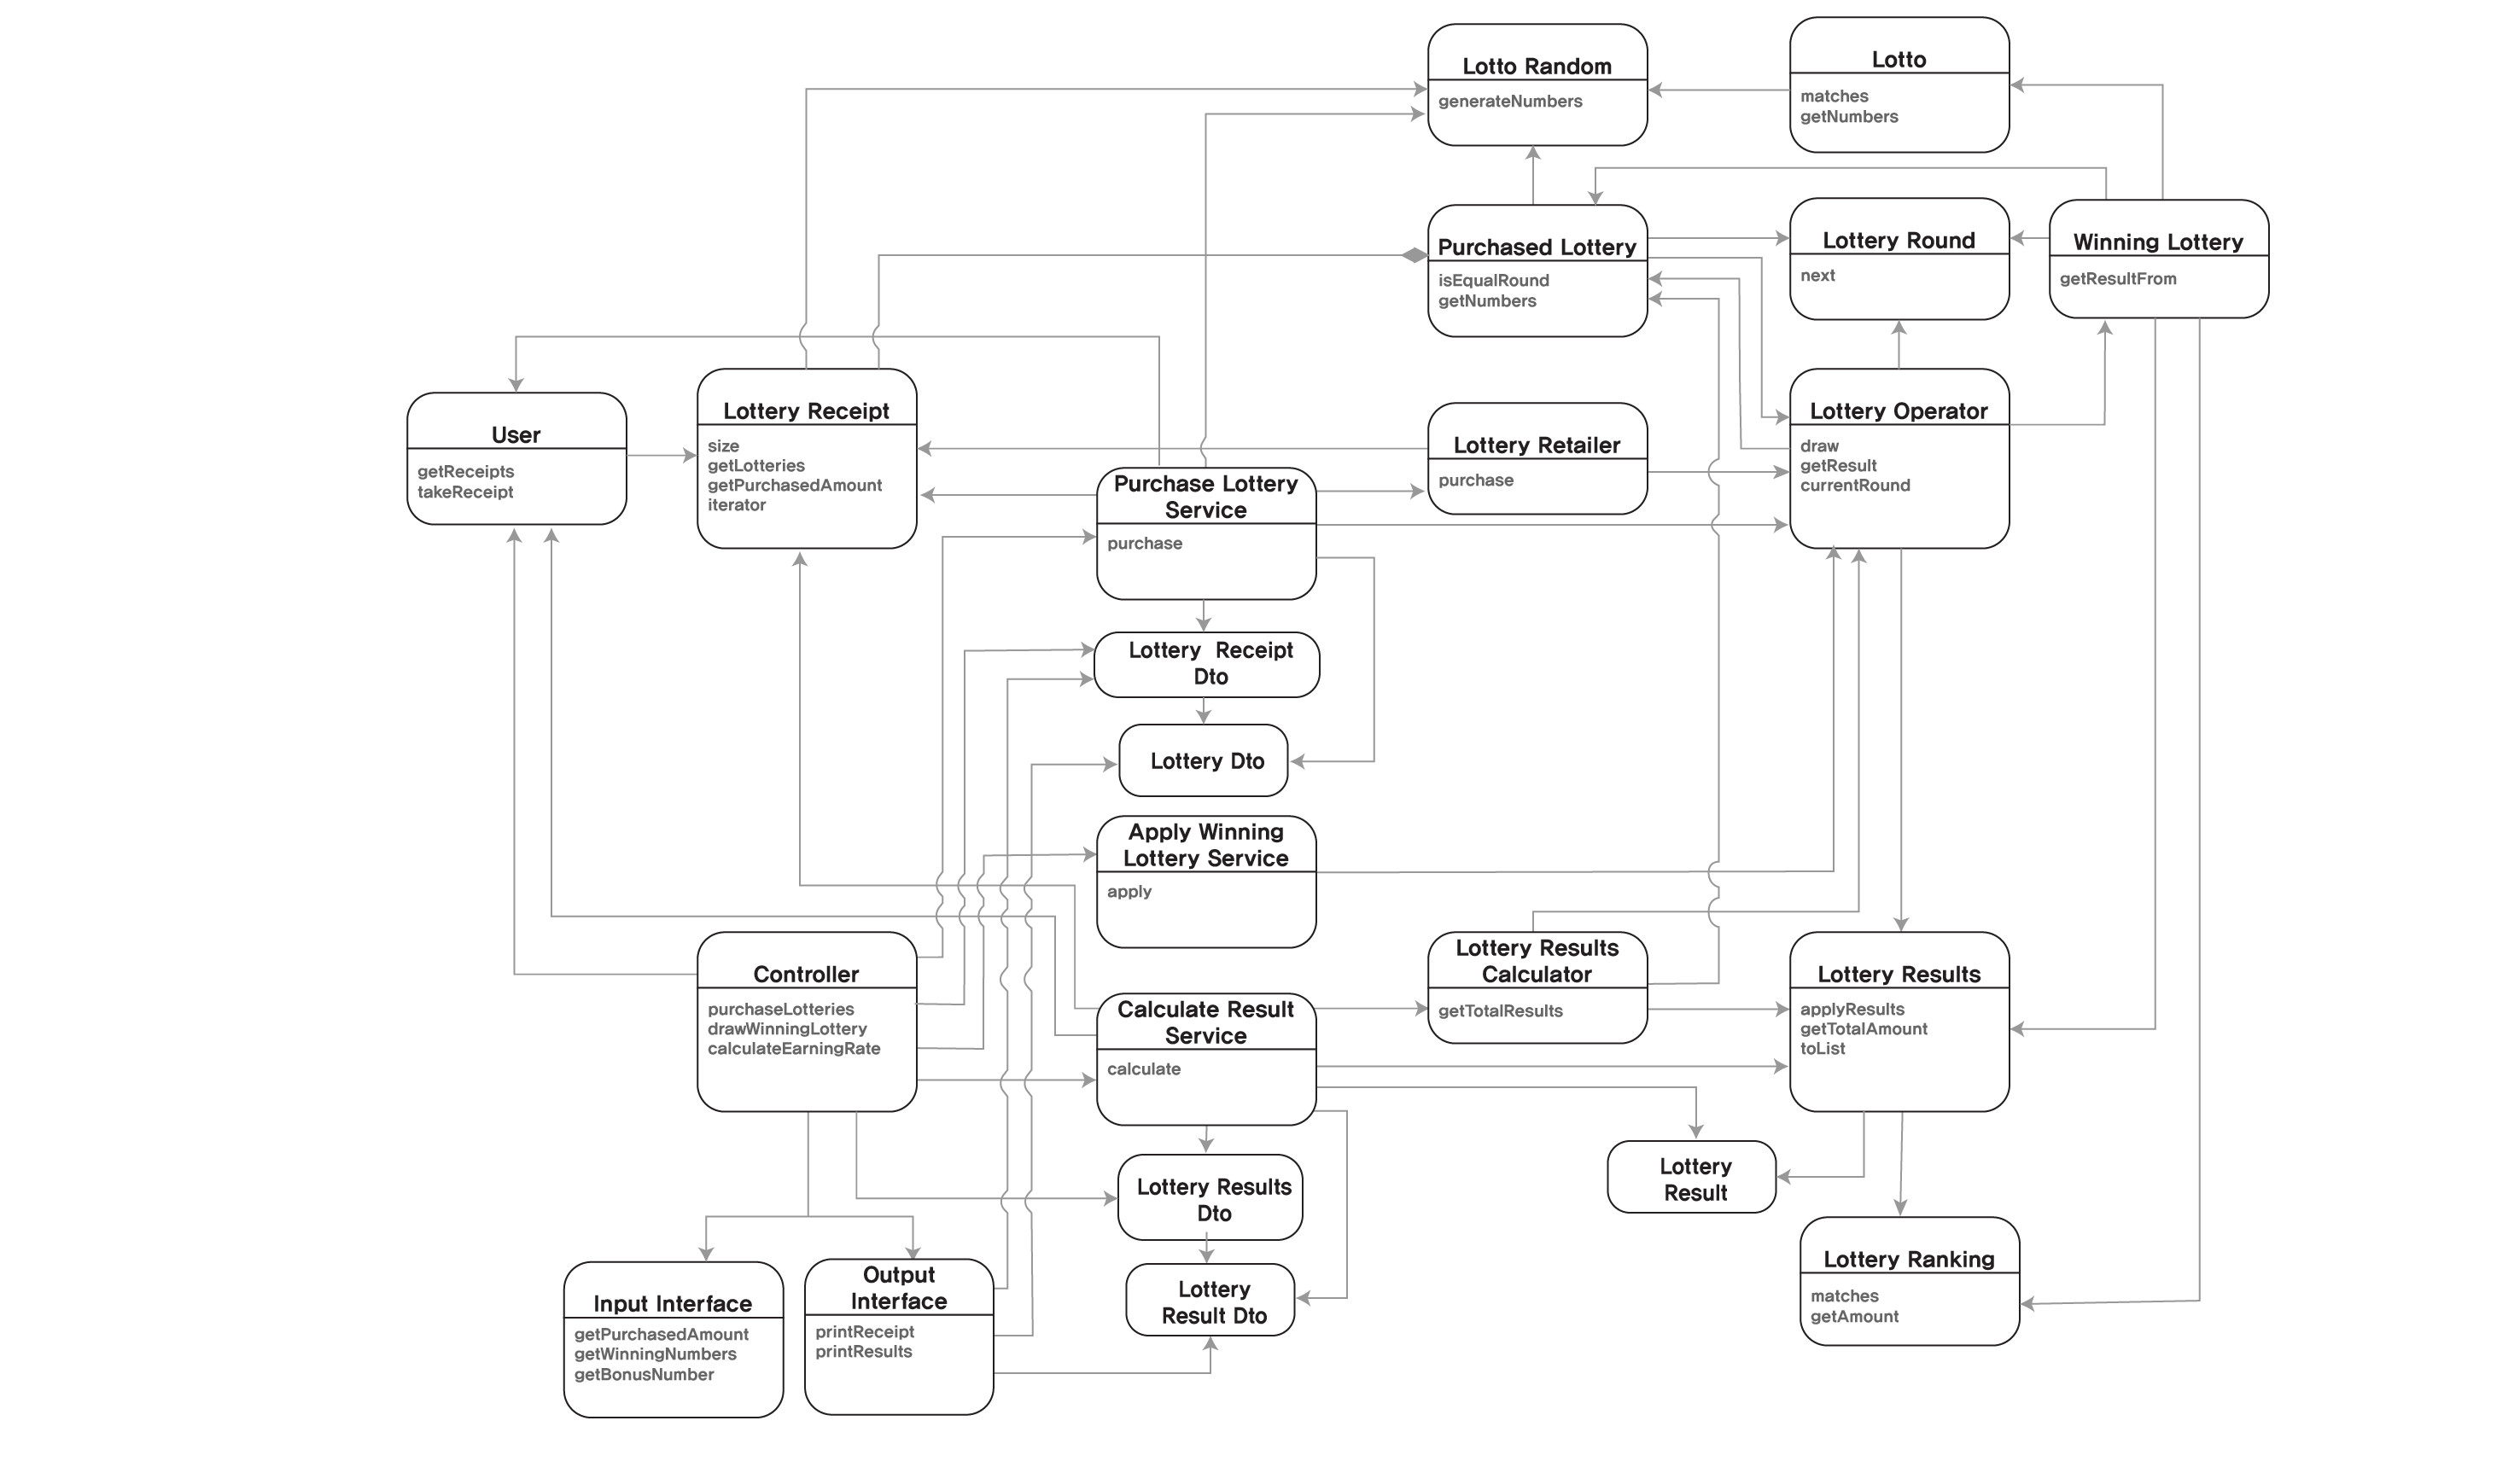 Lotto Random
generateNumbers
Lotto
matches
getNumbers
Purchased Lottery
isEqualRound
getNumbers
Lottery Round
next
Winning Lottery
getResultFrom
User
getReceipts
takeReceipt
Lottery Receipt
size
getLotteries
getPurchasedAmount
iterator
Lottery Retailer
purchase
Lottery Operator
draw
getResult
currentRound
Purchase Lottery
Service
purchase
Lottery Receipt
Dto
Lottery Dto
Apply Winning
Lottery Service
apply
Controller
purchaseLotteries
drawWinningLottery
calculateEarningRate
Calculate Result
Service
calculate
Lottery Results
Calculator
getTotalResults
Lottery Results
applyResults
getTotalAmount
toList
Lottery Results
Dto
Lottery
Result
Input Interface
getPurchasedAmount
getWinningNumbers
getBonusNumber
Output
Interface
printReceipt
printResults
Lottery
Result Dto
Lottery Ranking
matches
getAmount